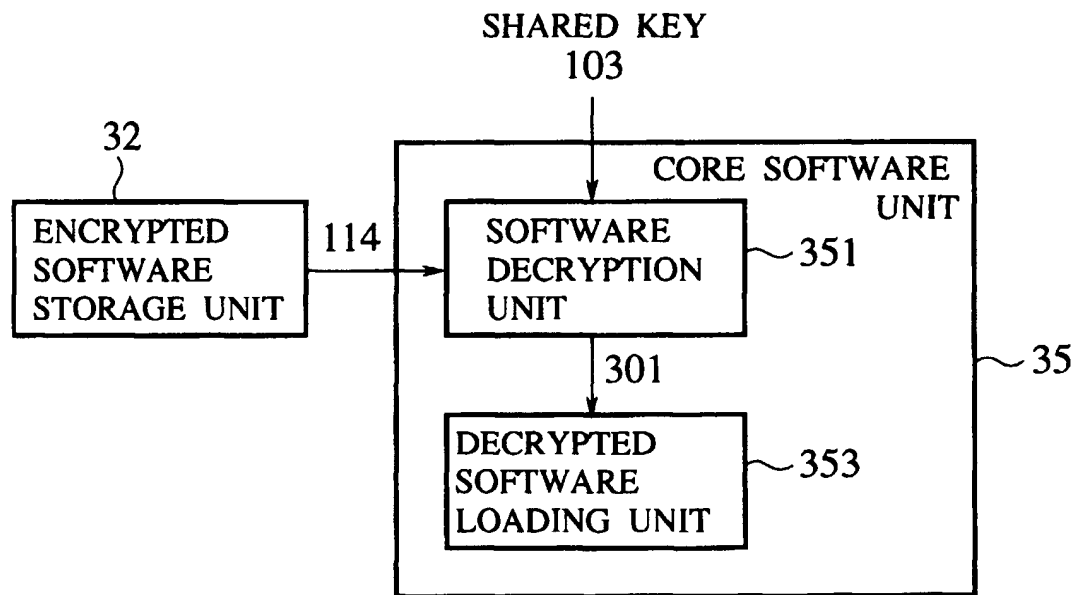 SHARED KEY
103
32
CORE SOFTWARE
UNIT
ENCRYPTED
SOFTWARE
STORAGE UNIT
114
SOFTWARE
DECRYPTION
UNIT
351
301
35
DECRYPTED
SOFTWARE
LOADING UNIT
353